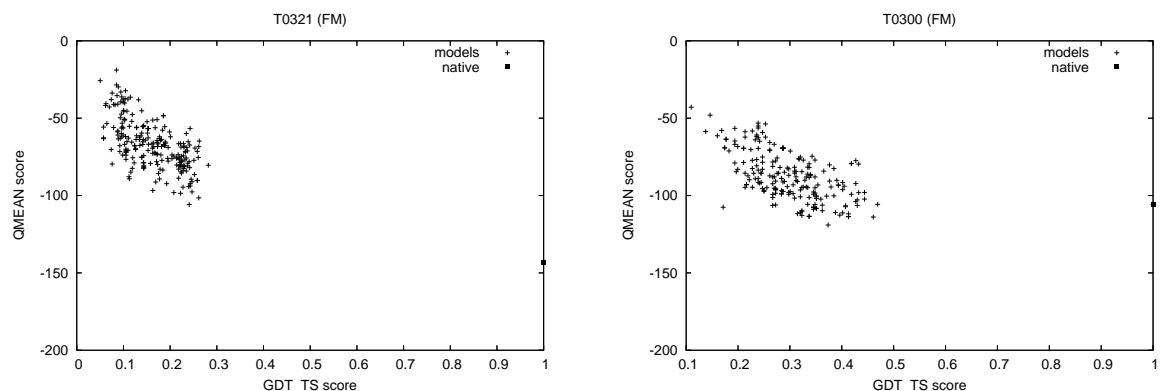 T0321 (FM)
QMEAN score
0
-50
-100
-150
-200
0 0.1 0.2 0.3 0.4 0.5 0.6 0.7 0.8 0.9 1
GDT_TS score
models
native
T0300 (FM)
QMEAN score
0
-50
-100
-150
-200
0.1 0.2 0.3 0.4 0.5 0.6 0.7 0.8 0.9 1
GDT_TS score
models
native